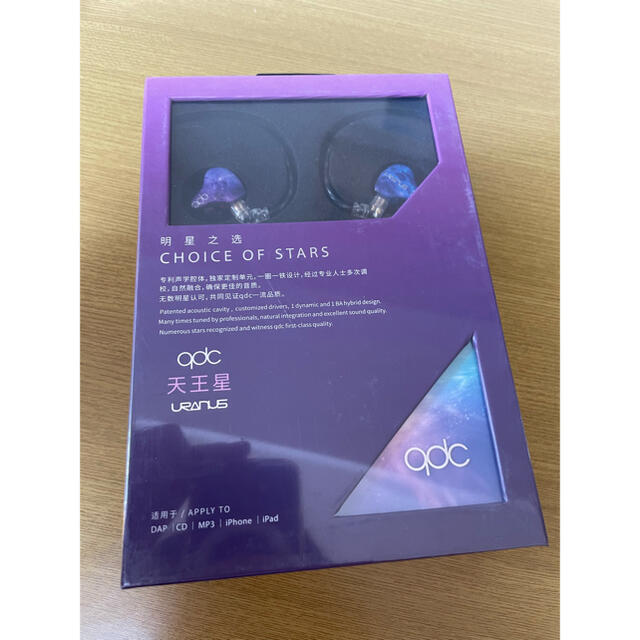 明星之选
CHOICE OF STARS
专利声学腔体，独家定制单元，一圈一铁设计，经过专业人士多次调
校，自然融合，确保更佳的音质。
无数明星认可，共同见证qdc一流品质。
Patented acoustic cavity , customized drivers, 1 dynamic and 1 BA hybrid design.
Many times tuned by professionals, natural integration and excellent sound quality.
Numerous stars recognized and witness qdc first-class quality.
qdc
天王星
URANUS
qdc
适用于 / APPLY TO
DAP | CD | MP3 | iPhone | iPad